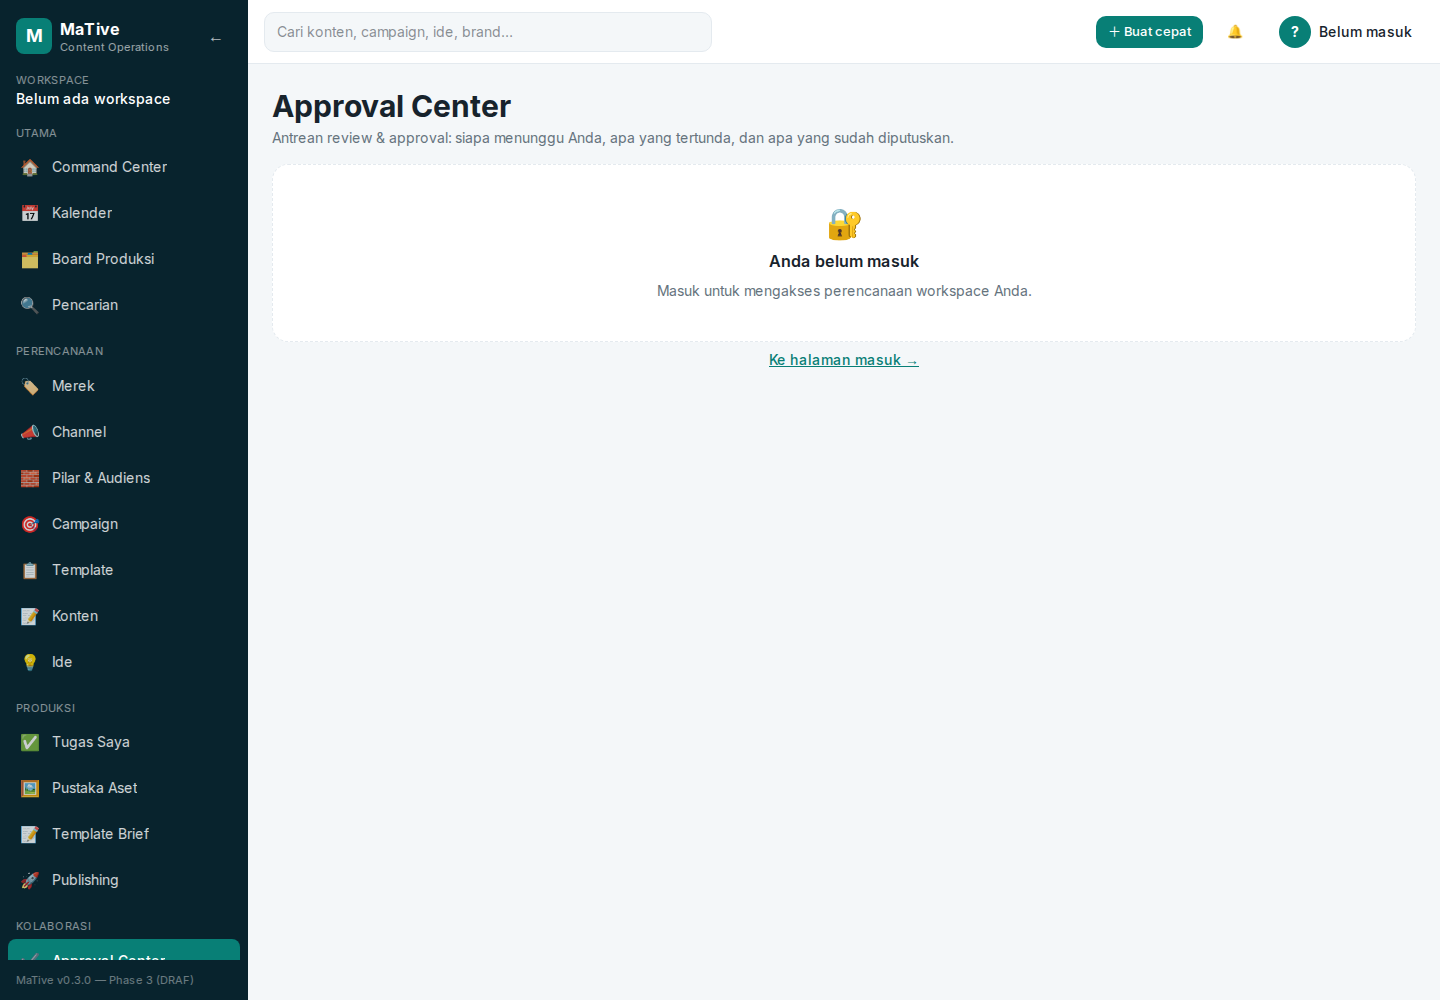 M MaTive
Content Operations
←
WORKSPACE
Belum ada workspace
UTAMA
Command Center
Kalender
Board Produksi
Pencarian
PERENCANAAN
Merek
Channel
Pilar & Audiens
Campaign
Template
Konten
Ide
PRODUKSI
Tugas Saya
Pustaka Aset
Template Brief
Publishing
KOLABORASI
Approval Center
MaTive v0.3.0 — Phase 3 (DRAF)
Cari konten, campaign, ide, brand...
+ Buat cepat
? Belum masuk
Approval Center
Antrean review & approval: siapa menunggu Anda, apa yang tertunda, dan apa yang sudah diputuskan.
Anda belum masuk
Masuk untuk mengakses perencanaan workspace Anda.
Ke halaman masuk →